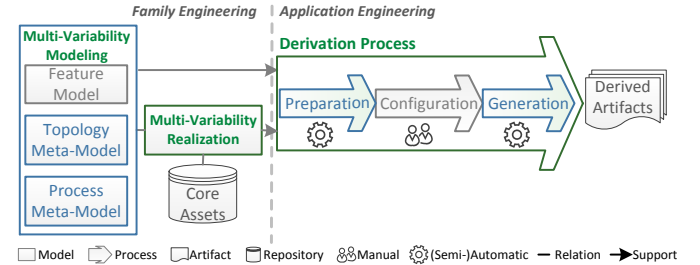 Family Engineering
Application Engineering
Multi-Variability
Modeling
Feature
Model
Topology
Meta-Model
Process
Meta-Model
Multi-Variability
Realization
Core
Assets
Derivation Process
Preparation
Configuration
Generation
Derived
Artifacts
Model Process Artifact Repository Manual (Semi-)Automatic Relation Support